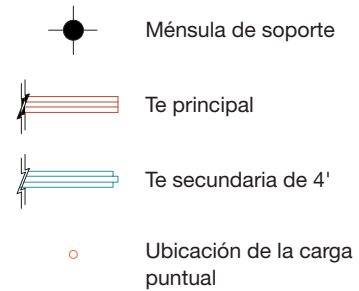 Ménsula de soporte
Te principal
Te secundaria de 4'
Ubicación de la carga
puntual